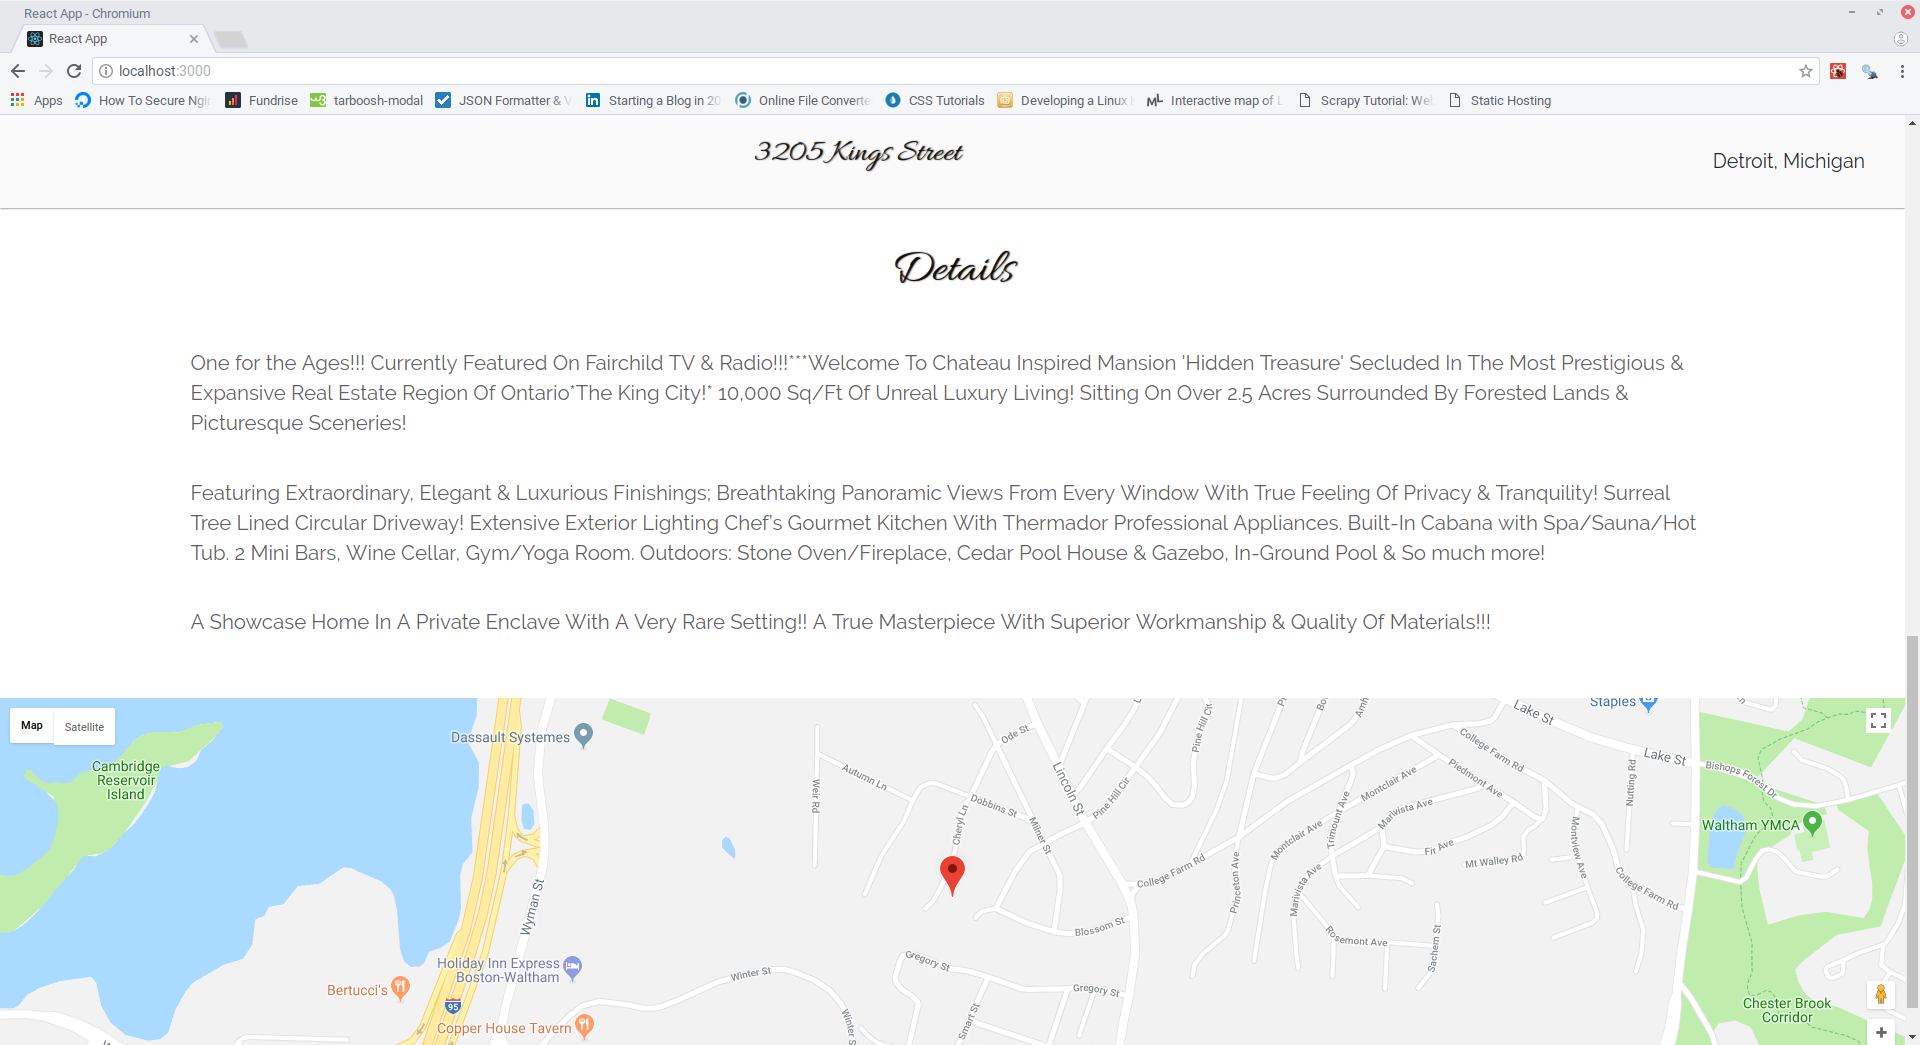 React App - Chromium
React App
localhost:3000
Apps
How To Secure Ngi
Fundrise
tarboosh-modal
JSON Formatter & V
Starting a Blog in 20
Online File Converte
CSS Tutorials
Developing a Linux
Interactive map of L
Scrapy Tutorial: We
Static Hosting
3205 Kings Street
Detroit, Michigan
Details
One for the Ages!!! Currently Featured On Fairchild TV & Radio!!!***Welcome To Chateau Inspired Mansion 'Hidden Treasure' Secluded In The Most Prestigious &
Expansive Real Estate Region Of Ontario*The King City!* 10,000 Sq/Ft Of Unreal Luxury Living! Sitting On Over 2.5 Acres Surrounded By Forested Lands &
Picturesque Sceneries!
Featuring Extraordinary, Elegant & Luxurious Finishings; Breathtaking Panoramic Views From Every Window With True Feeling Of Privacy & Tranquility! Surreal
Tree Lined Circular Driveway! Extensive Exterior Lighting Chef's Gourmet Kitchen With Thermador Professional Appliances. Built-In Cabana with Spa/Sauna/Hot
Tub. 2 Mini Bars, Wine Cellar, Gym/Yoga Room. Outdoors: Stone Oven/Fireplace, Cedar Pool House & Gazebo, In-Ground Pool & So much more!
A Showcase Home In A Private Enclave With A Very Rare Setting!! A True Masterpiece With Superior Workmanship & Quality Of Materials!!!
Map
Satellite
Cambridge
Reservoir
Island
Dassault Systemes
Staples
Lake St
Lake St
Ode St
Pine Hill Cir
Lincoln St
Pine Hill Cir
College Farm Rd
Bishops Forest Dr
Autumn Ln
Weir Rd
Dobbins St
Cheryl Ln
Milner St
Montclair Ave
Piedmont Ave
Nutting Rd
Marivista Ave
Trimount Ave
Montclair Ave
Montview Ave
Waltham YMCA
Fir Ave
Mt Walley Rd
College Farm Rd
Princeton Ave
Marivista Ave
College Farm Rd
Wyman St
Blossom St
Rosemont Ave
Sachem St
Gregory St
Holiday Inn Express
Boston-Waltham
Winter St
Bertucci's
95
Gregory St
Smart St
Winter St
Copper House Tavern
Chester Brook
Corridor